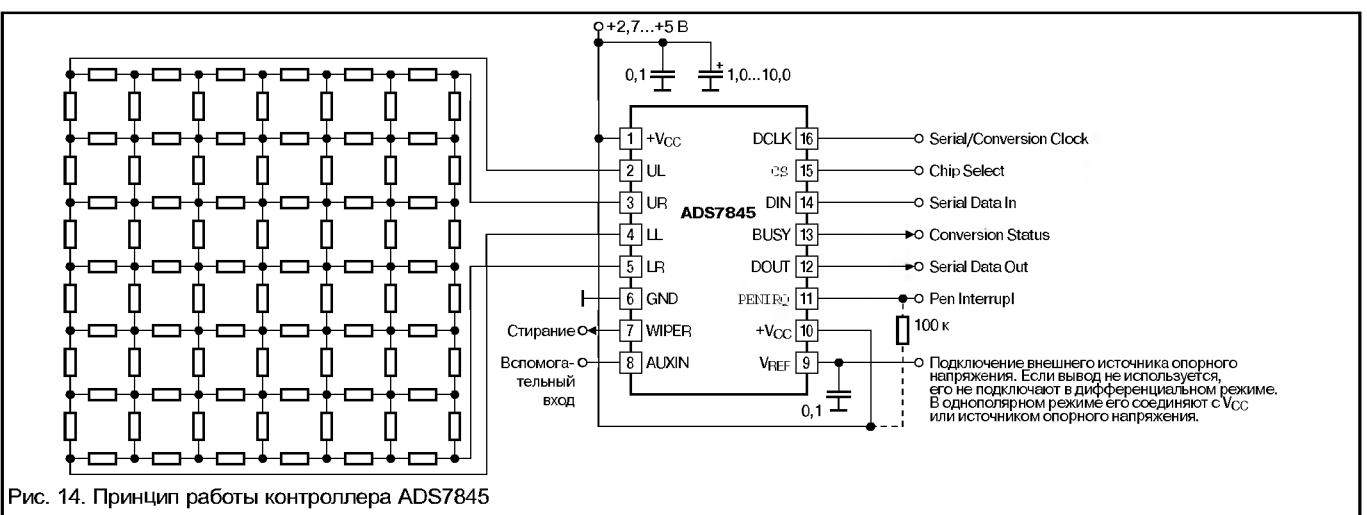 +2,7...+5 В
0,1
+
1,0...10,0
1 +VCC
2 UL
3 UR
4 LL
5 LR
6 GND
7 WIPER
8 AUXIN
ADS7845
DCLK 16
CS 15
DIN 14
BUSY 13
DOUT 12
PENIRQ 11
+VCC 10
VREF 9
Serial/Conversion Clock
Chip Select
Serial Data In
Conversion Status
Serial Data Out
Pen Interrupl
100 к
Стирание
Вспомога-
тельный
вход
0,1
Подключение внешнего источника опорного
напряжения. Если вывод не используется,
его не подключают в дифференциальном режиме.
В однополярном режиме его соединяют с VCC
или источником опорного напряжения.
Рис. 14. Принцип работы контроллера ADS7845